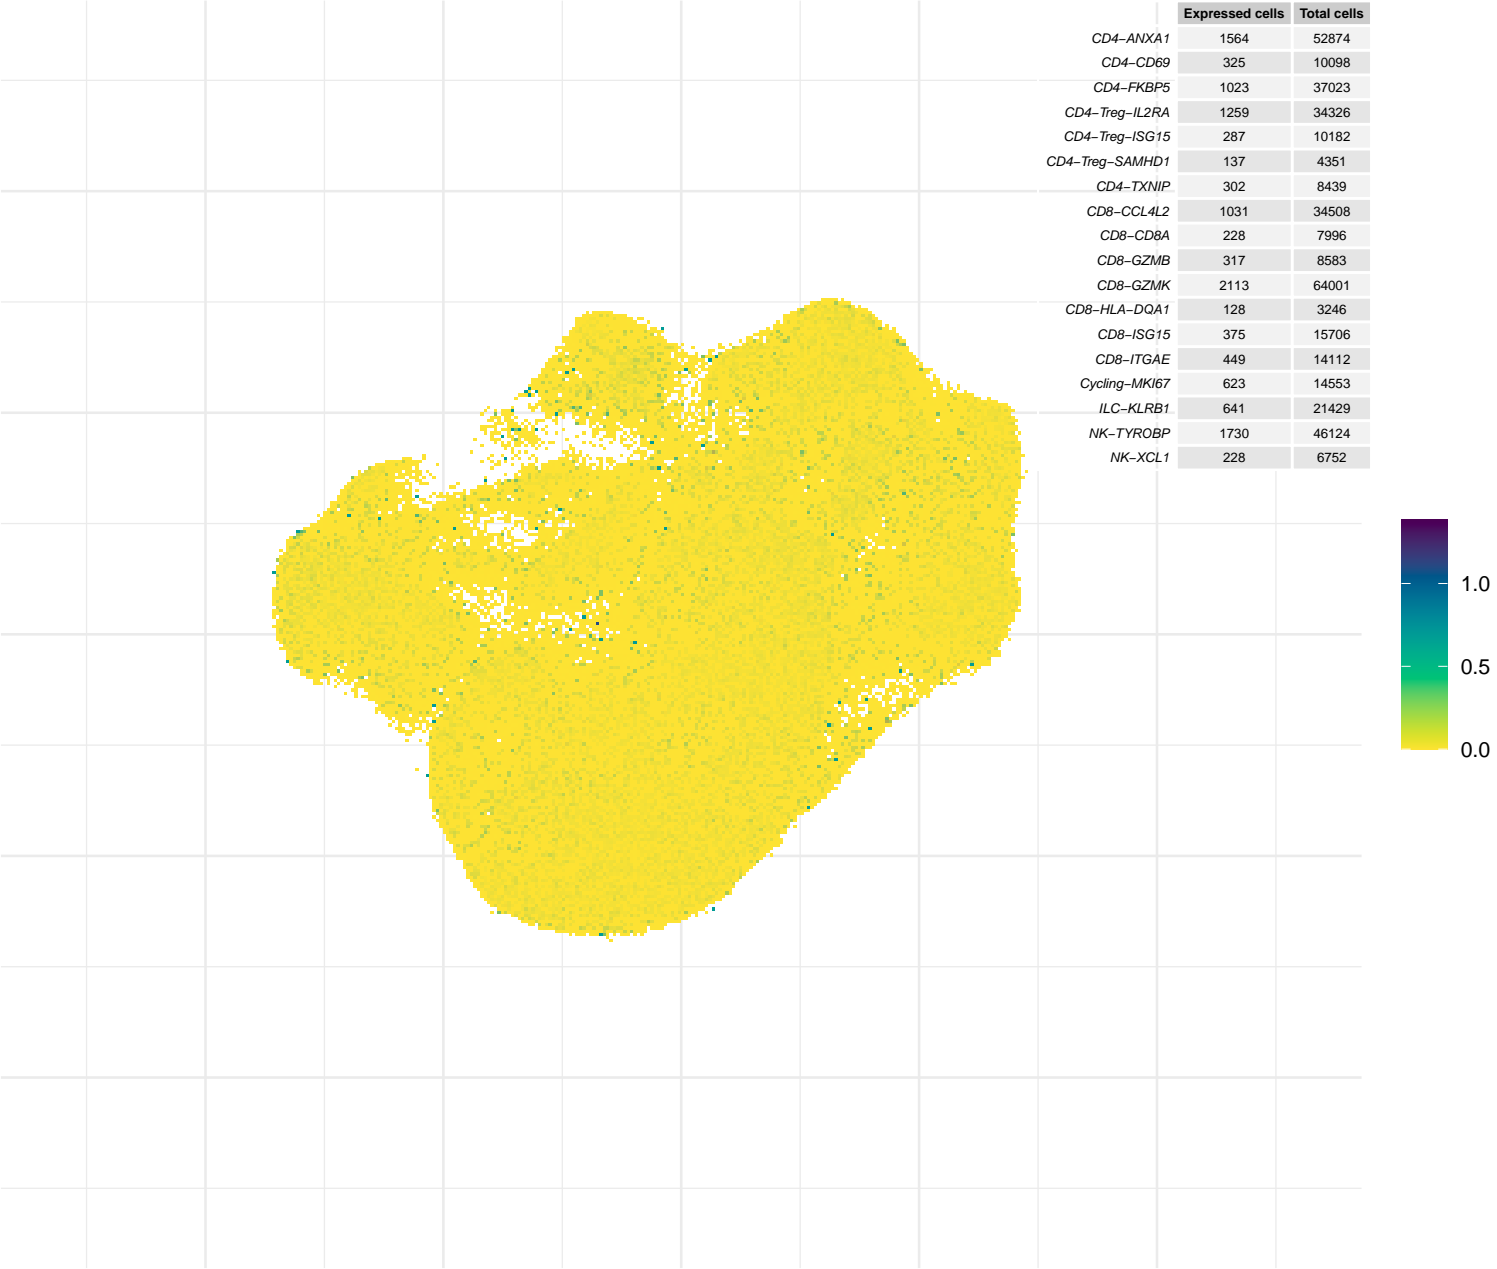 Expressed cells Total cells
CD4−ANXA1 1564 52874
CD4−CD69 325 10098
CD4−FKBP5 1023 37023
CD4−Treg−IL2RA 1259 34326
CD4−Treg−ISG15 287 10182
CD4−Treg−SAMHD1 137 4351
CD4−TXNIP 302 8439
CD8−CCL4L2 1031 34508
CD8−CD8A 228 7996
CD8−GZMB 317 8583
CD8−GZMK 2113 64001
CD8−HLA−DQA1 128 3246
CD8−ISG15 375 15706
CD8−ITGAE 449 14112
Cycling−MKI67 623 14553
ILC−KLRB1 641 21429
NK−TYROBP 1730 46124
NK−XCL1 228 6752
1.0
0.5
0.0